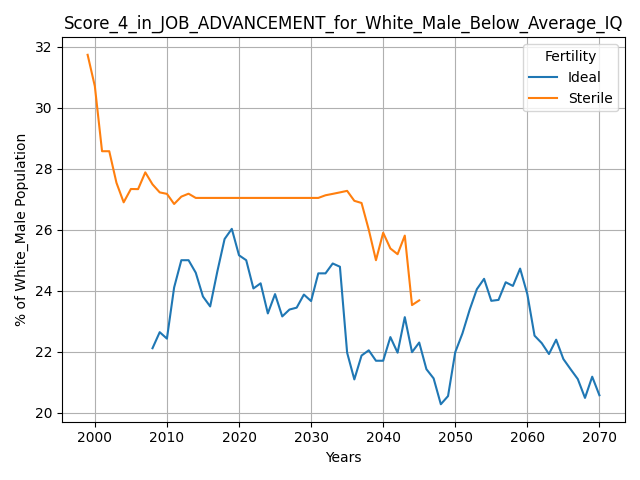 Score_4_in_JOB_ADVANCEMENT_for_White_Male_Below_Average_IQ
Fertility
Ideal
Sterile
% of White_Male Population
32
30
28
26
24
22
20
2000 2010 2020 2030 2040 2050 2060 2070
Years